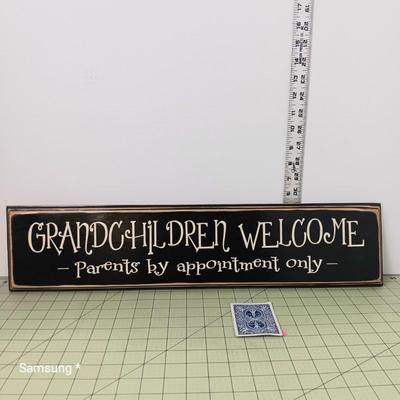 GRANDCHILDREN WELCOME
– Parents by appointment only –
Samsung *